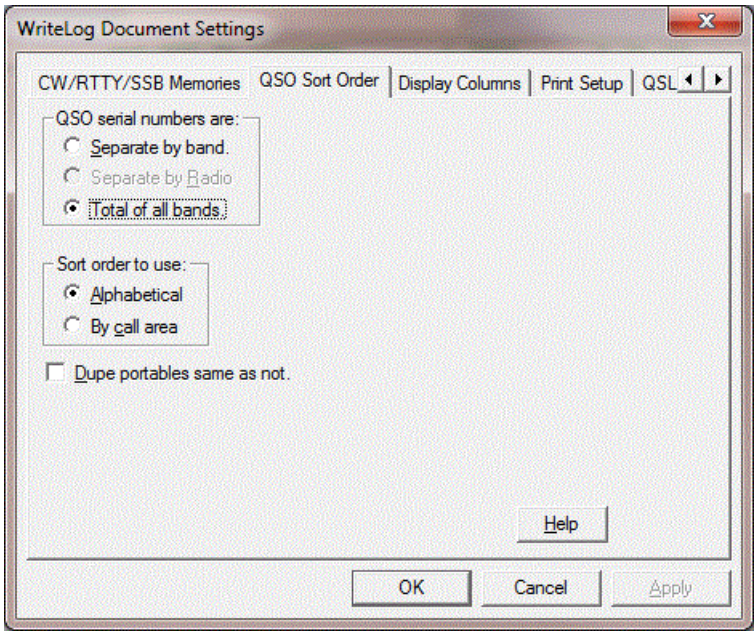 WriteLog Document Settings
CW/RTTY/SSB Memories QSO Sort Order Display Columns Print Setup QSL
QSO serial numbers are:
Separate by band.
Separate by Radio
Total of all bands.
Sort order to use:
Alphabetical
By call area
Dupe portables same as not.
Help
OK Cancel Apply